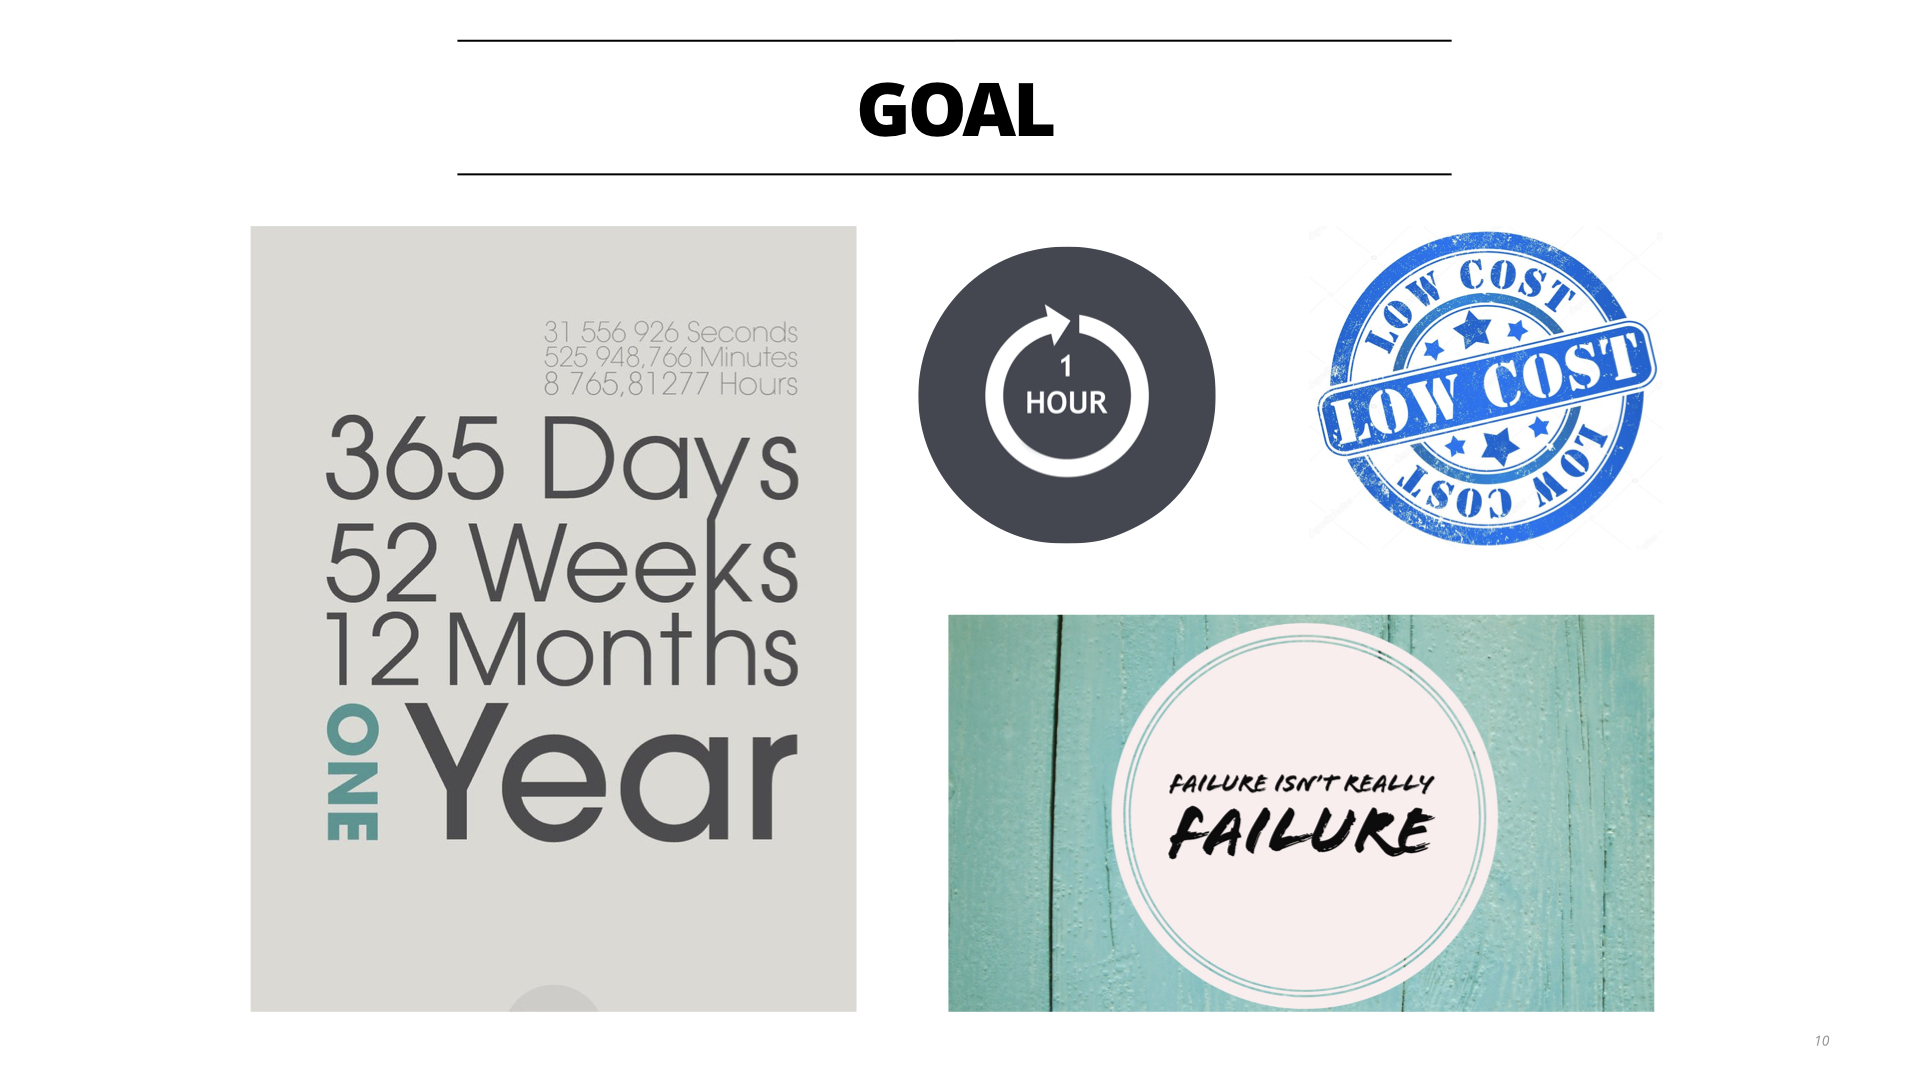 GOAL
31 556 926 Seconds
525 948,766 Minutes
8 765,81277 Hours
365 Days
52 Weeks
12 Months
ONE Year
1
HOUR
LOW COST
LOW COST
LOW COST
FAILURE ISN'T REALLY
FAILURE
10